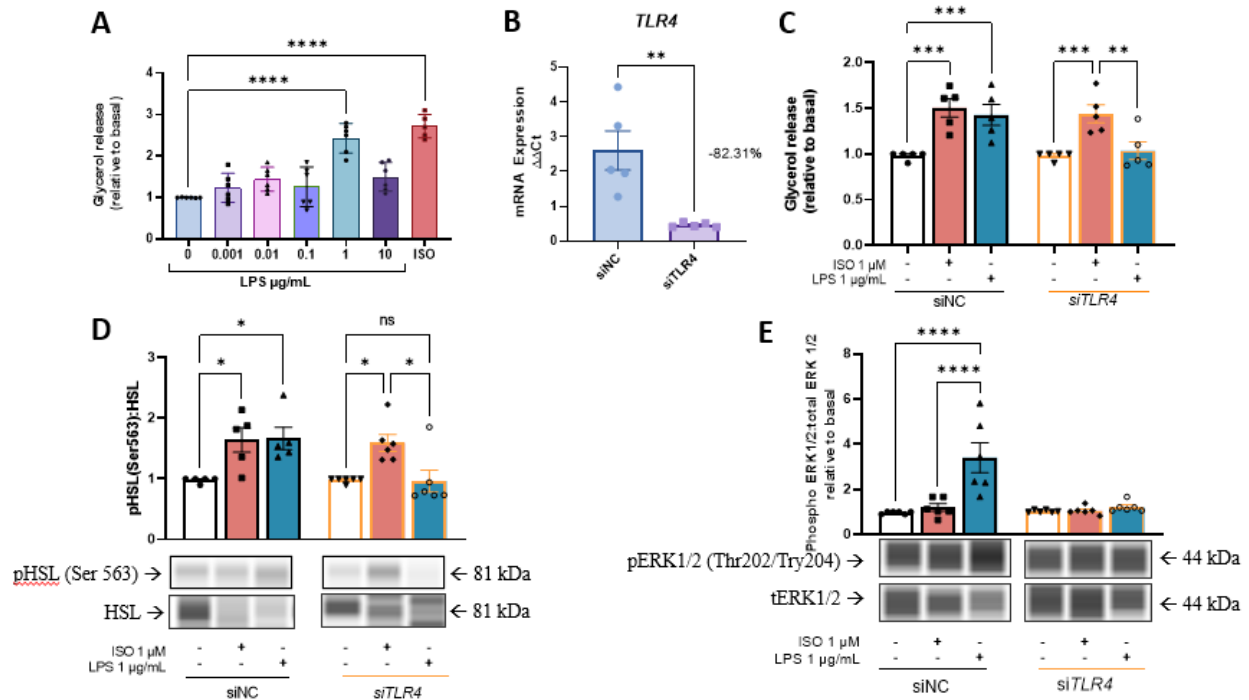 A
****
****
Glycerol release
(relative to basal)
4
3
2
1
0
0 0.001 0.01 0.1 1 10 ISO
LPS µg/mL
B
TLR4
**
mRNA Expression
ΔΔCt
5
4
3
2
1
0
-82.31%
siNC
siTLR4
C
***
***
***
**
Glycerol release
(relative to basal)
2.0
1.5
1.0
0.5
0.0
ISO 1 µM - + - - + -
LPS 1 µg/mL - - + - - +
siNC
siTLR4
D
*
*
ns
*
*
pHSL(Ser563):HSL
3
2
1
0
pHSL (Ser 563) → ← 81 kDa
HSL → ← 81 kDa
ISO 1 µM - + - - + -
LPS 1 µg/mL - - + - - +
siNC
siTLR4
E
****
****
Phospho ERK1/2:total ERK 1/2
relative to basal
8
6
4
2
0
pERK1/2 (Thr202/Try204) → ← 44 kDa
tERK1/2 → ← 44 kDa
ISO 1 µM - + - - + -
LPS 1 µg/mL - - + - - +
siNC
siTLR4